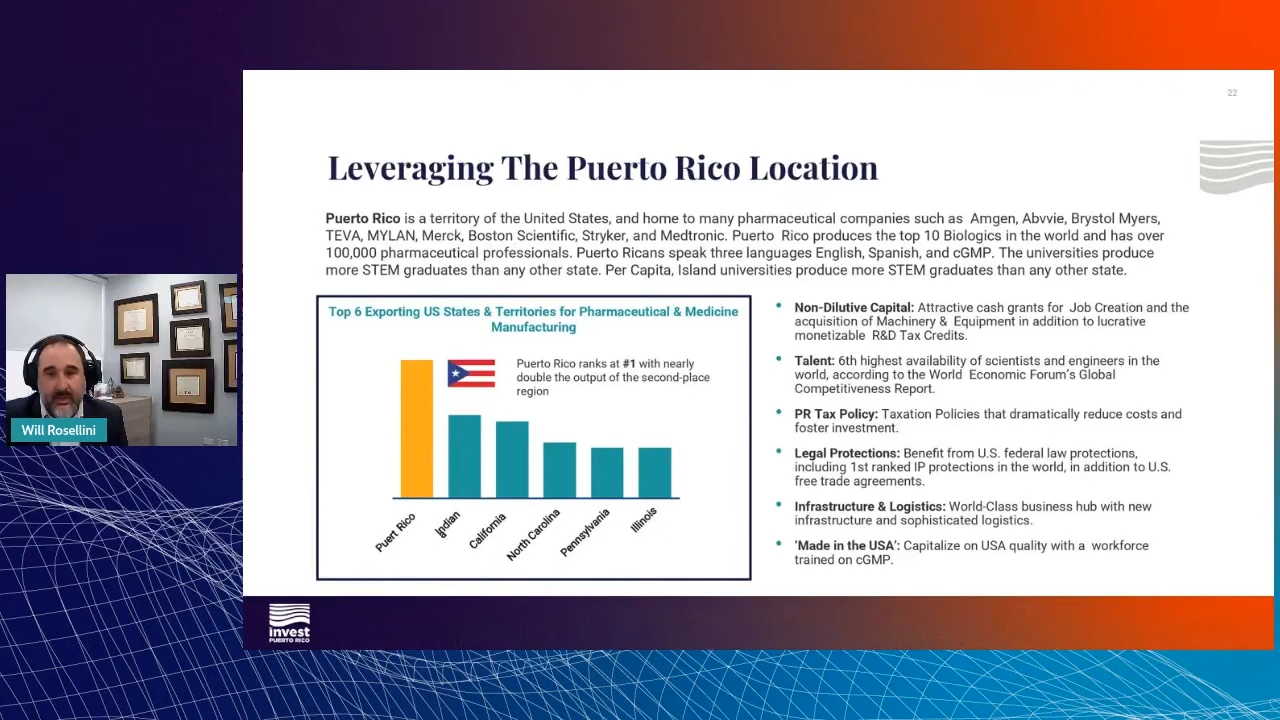 22
Leveraging The Puerto Rico Location
Puerto Rico is a territory of the United States, and home to many pharmaceutical companies such as Amgen, Abvvie, Brystol Myers,
TEVA, MYLAN, Merck, Boston Scientific, Stryker, and Medtronic. Puerto Rico produces the top 10 Biologics in the world and has over
100,000 pharmaceutical professionals. Puerto Ricans speak three languages English, Spanish, and cGMP. The universities produce
more STEM graduates than any other state. Per Capita, Island universities produce more STEM graduates than any other state.
Top 6 Exporting US States & Territories for Pharmaceutical & Medicine
Manufacturing
Puerto Rico ranks at #1 with nearly
double the output of the second-place
region
Puert Rico
Indian
California
North Carolina
Pennsylvania
Illinois
• Non-Dilutive Capital: Attractive cash grants for Job Creation and the
acquisition of Machinery & Equipment in addition to lucrative
monetizable R&D Tax Credits.
• Talent: 6th highest availability of scientists and engineers in the
world, according to the World Economic Forum's Global
Competitiveness Report.
• PR Tax Policy: Taxation Policies that dramatically reduce costs and
foster investment.
• Legal Protections: Benefit from U.S. federal law protections,
including 1st ranked IP protections in the world, in addition to U.S.
free trade agreements.
• Infrastructure & Logistics: World-Class business hub with new
infrastructure and sophisticated logistics.
• ‘Made in the USA’: Capitalize on USA quality with a workforce
trained on cGMP.
Will Rosellini
invest
PUERTO RICO